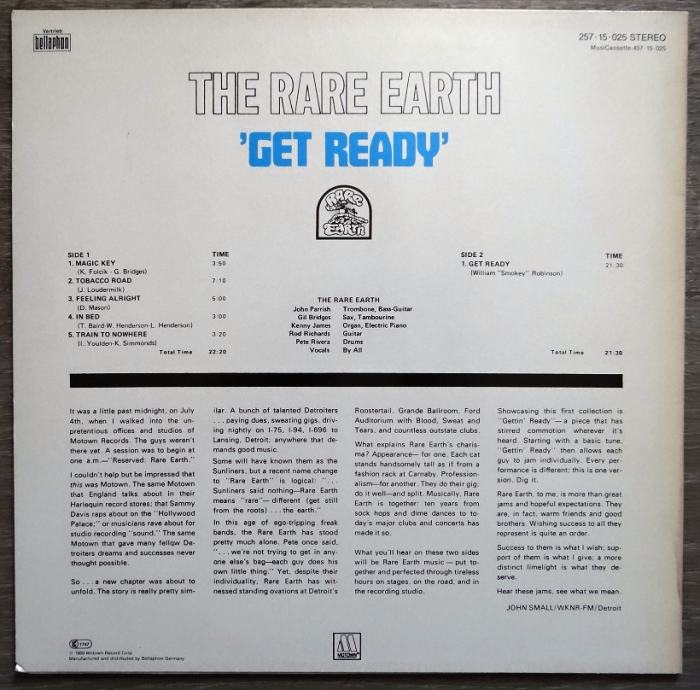 Vertrieb
bellaphon
257·15·025 STEREO
MusiCassette 457·15·025
THE RARE EARTH
'GET READY'
RARE
EARTH
SIDE 1 TIME
1. MAGIC KEY 3:50
(K. Folcik - G. Bridges)
2. TOBACCO ROAD 7:10
(J. Loudermilk)
3. FEELING ALRIGHT 5:00
(D. Mason)
4. IN BED 3:00
(T. Baird-W. Henderson-L. Henderson)
5. TRAIN TO NOWHERE 3:20
(I. Youlden-K. Simmonds)
Total Time 22:20
THE RARE EARTH
John Parrish Trombone, Bass-Guitar
Gil Bridges Sax, Tambourine
Kenny James Organ, Electric Piano
Rod Richards Guitar
Pete Rivera Drums
Vocals By All
SIDE 2 TIME
1. GET READY 21:30
(William "Smokey" Robinson)
Total Time 21:30
It was a little past midnight, on July
4th, when I walked into the un-
pretentious offices and studios of
Motown Records. The guys weren't
there yet. A session was to begin at
one a.m.—"Reserved: Rare Earth."
I couldn't help but be impressed that
this was Motown. The same Motown
that England talks about in their
Harlequin record stores; that Sammy
Davis raps about on the "Hollywood
Palace;" or musicians rave about for
studio recording "sound." The same
Motown that gave many fellow De-
troiters dreams and successes never
thought possible.
So . . . a new chapter was about to
unfold. The story is really pretty sim-
ilar. A bunch of talented Detroiters
. . . paying dues, sweating gigs, driv-
ing nightly on I-75, I-94, I-696 to
Lansing, Detroit; anywhere that de-
mands good music.
Some will have known them as the
Sunliners, but a recent name change
to "Rare Earth" is logical: ". . .
Sunliners said nothing—Rare Earth
means "rare"— different (get still
from the roots) . . . the earth."
In this age of ego-tripping freak
bands, the Rare Earth has stood
pretty much alone. Pete once said,
". . . we're not trying to get in any-
one else's bag—each guy does his
own little thing." Yet, despite their
individuality, Rare Earth has wit-
nessed standing ovations at Detroit's
Roostertail, Grande Ballroom, Ford
Auditorium with Blood, Sweat and
Tears, and countless outstate clubs.
What explains Rare Earth's charis-
ma? Appearance— for one. Each cat
stands handsomely tall as if from a
fashion rack at Carnaby. Profession-
alism—for another. They do their gig;
do it well—and split. Musically, Rare
Earth is together: ten years from
sock hops and dime dances to to-
day's major clubs and concerts has
made it so.
What you'll hear on these two sides
will be Rare Earth music — put to-
gether and perfected through tireless
hours on stages, on the road, and in
the recording studio.
Showcasing this first collection is
"Gettin' Ready"— a piece that has
stirred commotion wherever it's
heard. Starting with a basic tune,
"Gettin' Ready" then allows each
guy to jam individually. Every per-
formance is different; this is one ver-
sion. Dig it.
Rare Earth, to me, is more than great
jams and hopeful expectations. They
are, in fact, warm friends and good
brothers. Wishing success to all they
represent is quite an order.
Success to them is what I wish; sup-
port of them is what I give; a more
distinct limelight is what they de-
serve.
Hear these jams, see what we mean.
JOHN SMALL/WKNR-FM/Detroit
Motown Record Corp.
Manufactured and distributed by Bellaphon Germany
M
MOTOWN